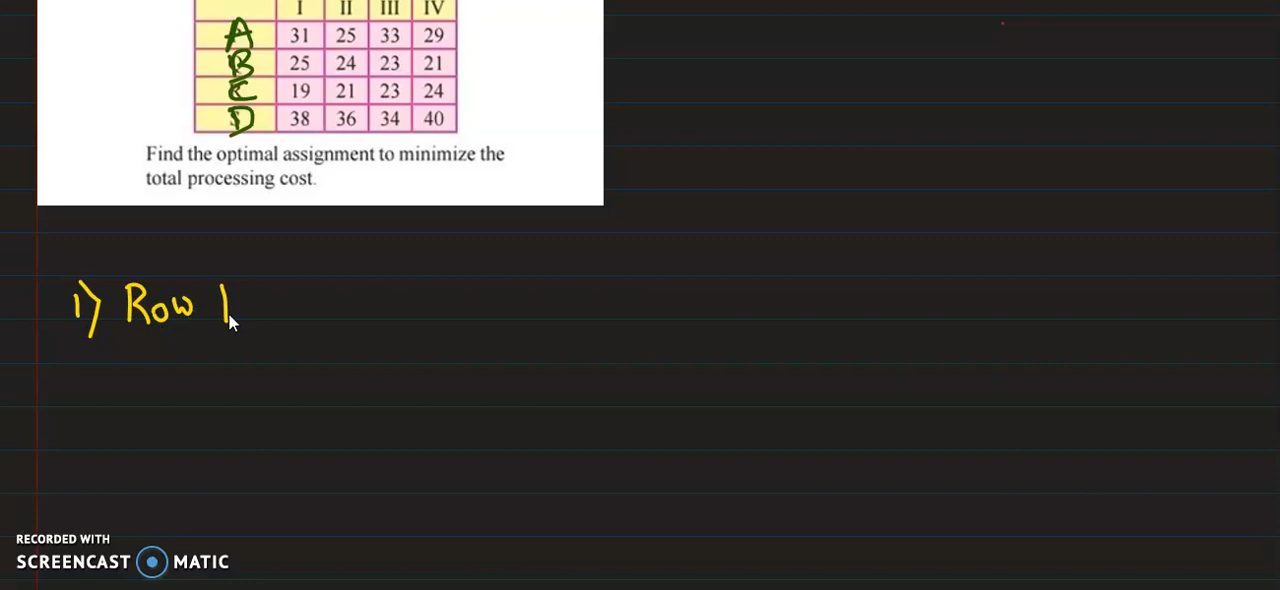 I II III IV
A 31 25 33 29
B 25 24 23 21
C 19 21 23 24
D 38 36 34 40
Find the optimal assignment to minimize the
total processing cost.
1) Row
RECORDED WITH
SCREENCAST MATIC